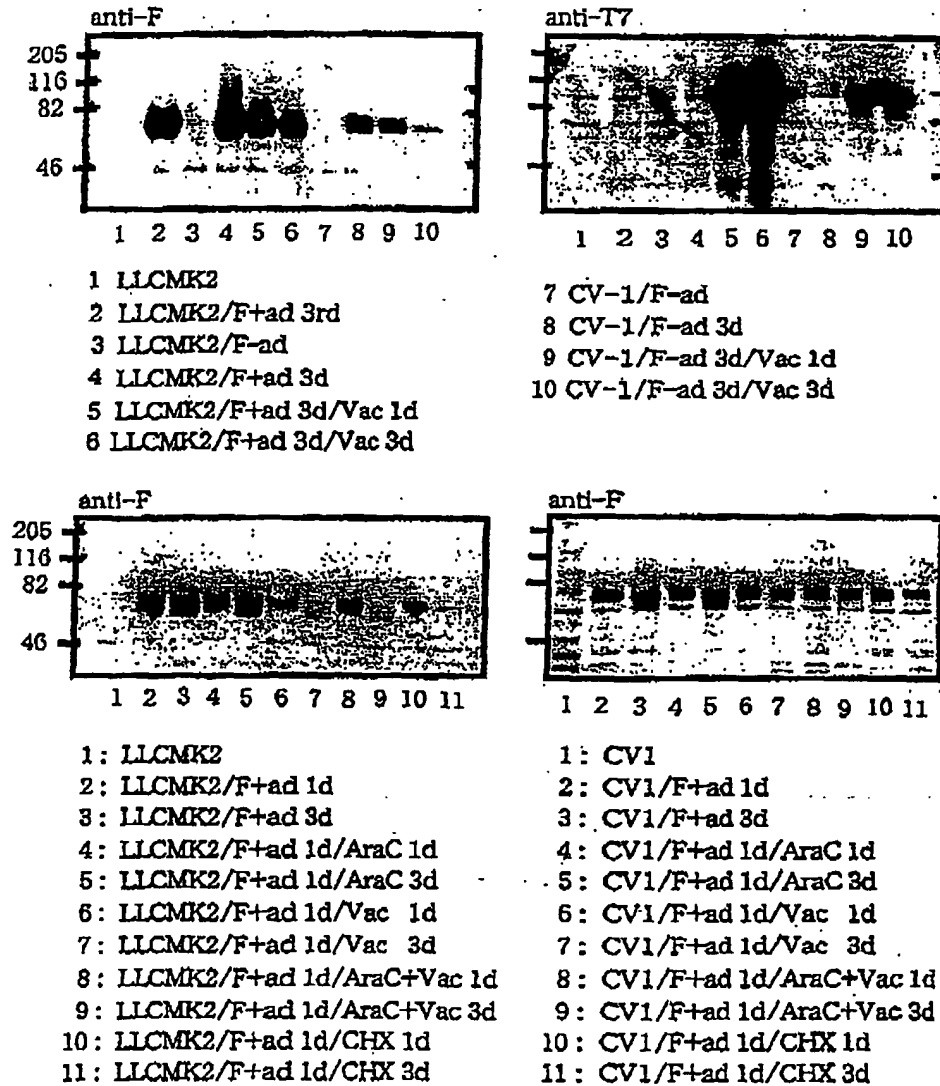 anti-F
205
116
82
46
1 2 3 4 5 6 7 8 9 10
anti-T7
1 2 3 4 5 6 7 8 9 10
1 LLCMK2
2 LLCMK2/F+ad 3rd
3 LLCMK2/F-ad
4 LLCMK2/F+ad 3d
5 LLCMK2/F+ad 3d/Vac 1d
6 LLCMK2/F+ad 3d/Vac 3d
7 CV-1/F-ad
8 CV-1/F-ad 3d
9 CV-1/F-ad 3d/Vac 1d
10 CV-1/F-ad 3d/Vac 3d
anti-F
205
116
82
46
1 2 3 4 5 6 7 8 9 10 11
anti-F
1 2 3 4 5 6 7 8 9 10 11
1: LLCMK2
2: LLCMK2/F+ad 1d
3: LLCMK2/F+ad 3d
4: LLCMK2/F+ad 1d/AraC 1d
5: LLCMK2/F+ad 1d/AraC 3d
6: LLCMK2/F+ad 1d/Vac 1d
7: LLCMK2/F+ad 1d/Vac 3d
8: LLCMK2/F+ad 1d/AraC+Vac 1d
9: LLCMK2/F+ad 1d/AraC+Vac 3d
10: LLCMK2/F+ad 1d/CHX 1d
11: LLCMK2/F+ad 1d/CHX 3d
1: CV1
2: CV1/F+ad 1d
3: CV1/F+ad 3d
4: CV1/F+ad 1d/AraC 1d
5: CV1/F+ad 1d/AraC 3d
6: CV1/F+ad 1d/Vac 1d
7: CV1/F+ad 1d/Vac 3d
8: CV1/F+ad 1d/AraC+Vac 1d
9: CV1/F+ad 1d/AraC+Vac 3d
10: CV1/F+ad 1d/CHX 1d
11: CV1/F+ad 1d/CHX 3d